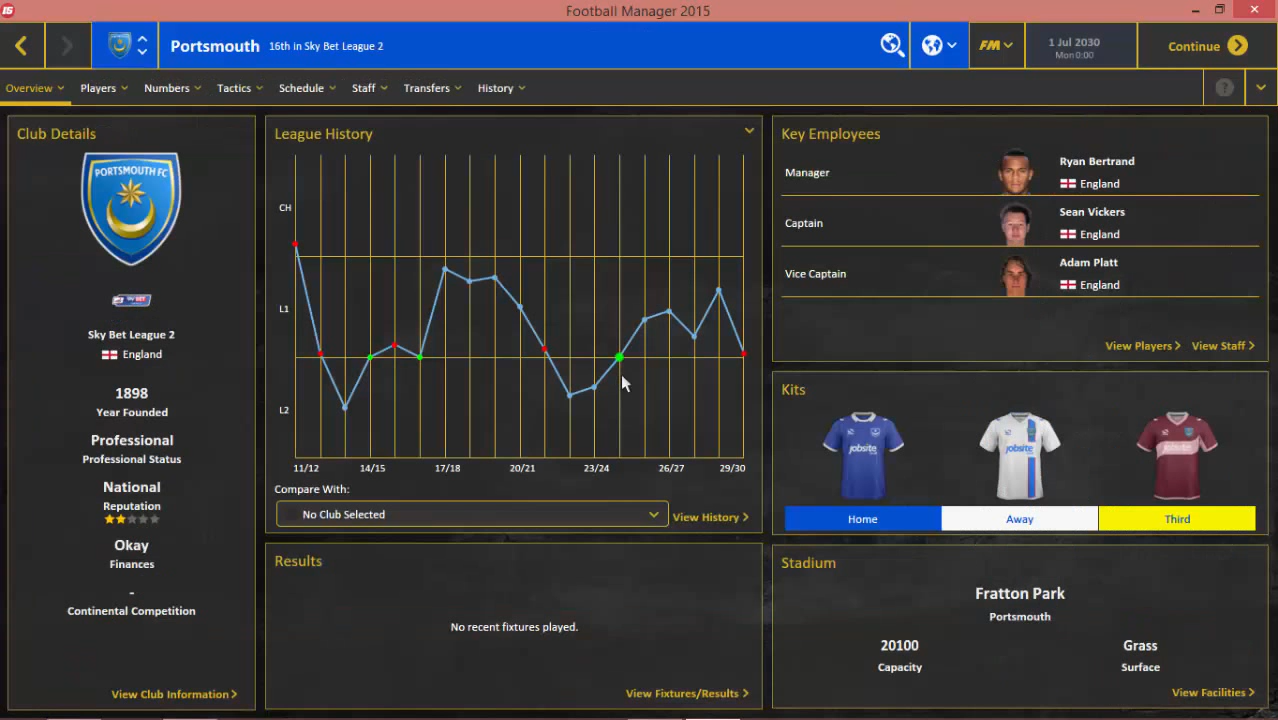 15
Football Manager 2015
Portsmouth 16th in Sky Bet League 2
FM
1 Jul 2030
Mon 0:00
Continue
Overview Players Numbers Tactics Schedule Staff Transfers History
?
Club Details
PORTSMOUTH FC
Sky Bet League 2
England
1898
Year Founded
Professional
Professional Status
National
Reputation
Okay
Finances
-
Continental Competition
View Club Information
League History
CH
L1
L2
11/12 14/15 17/18 20/21 23/24 26/27 29/30
Compare With:
No Club Selected
View History
Results
No recent fixtures played.
View Fixtures/Results
Key Employees
Manager
Ryan Bertrand
England
Captain
Sean Vickers
England
Vice Captain
Adam Platt
England
View Players View Staff
Kits
jobsite jobsite jobsite
Home Away Third
Stadium
Fratton Park
Portsmouth
20100 Grass
Capacity Surface
View Facilities